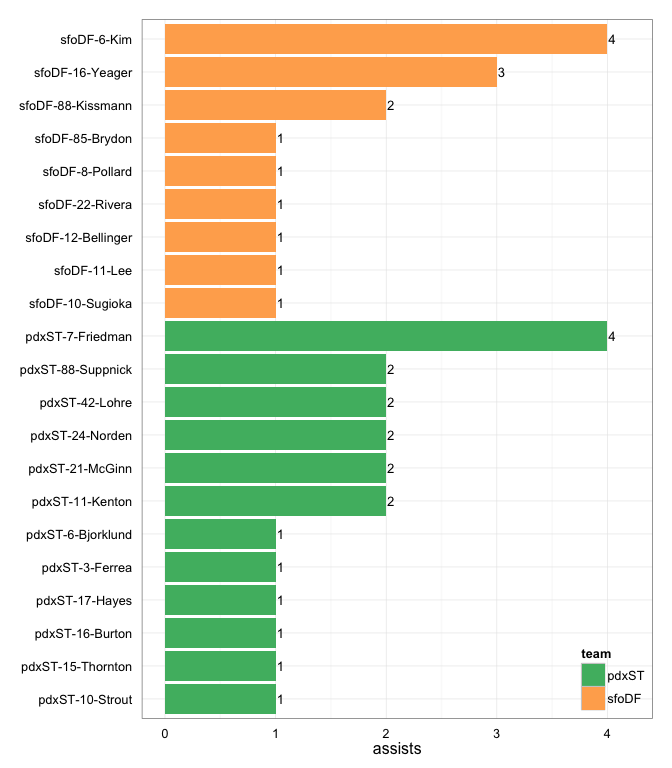 sfoDF-6-Kim 4
sfoDF-16-Yeager 3
sfoDF-88-Kissmann 2
sfoDF-85-Brydon 1
sfoDF-8-Pollard 1
sfoDF-22-Rivera 1
sfoDF-12-Bellinger 1
sfoDF-11-Lee 1
sfoDF-10-Sugioka 1
pdxST-7-Friedman 4
pdxST-88-Suppnick 2
pdxST-42-Lohre 2
pdxST-24-Norden 2
pdxST-21-McGinn 2
pdxST-11-Kenton 2
pdxST-6-Bjorklund 1
pdxST-3-Ferrea 1
pdxST-17-Hayes 1
pdxST-16-Burton 1
pdxST-15-Thornton 1
pdxST-10-Strout 1
team
pdxST
sfoDF
0 1 2 3 4
assists